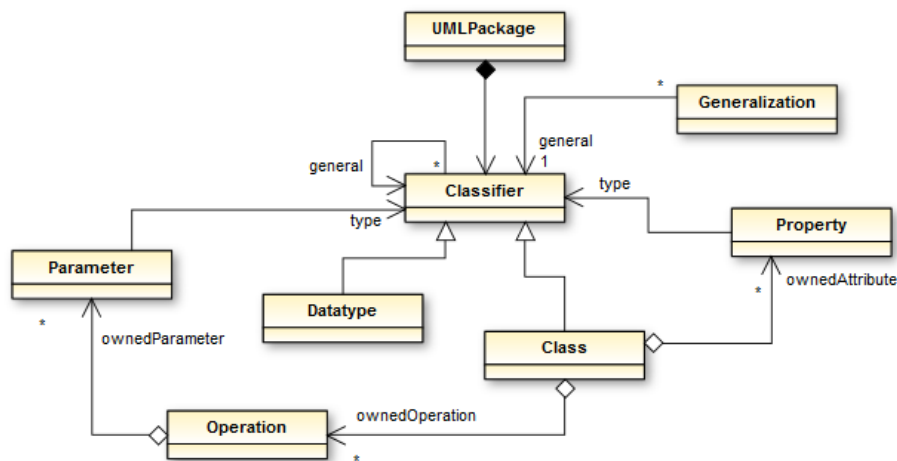 UMLPackage
*
Generalization
general
1
general
*
Classifier
type
type
Property
Parameter
ownedAttribute
*
Datatype
*
ownedParameter
Class
ownedOperation
Operation
*